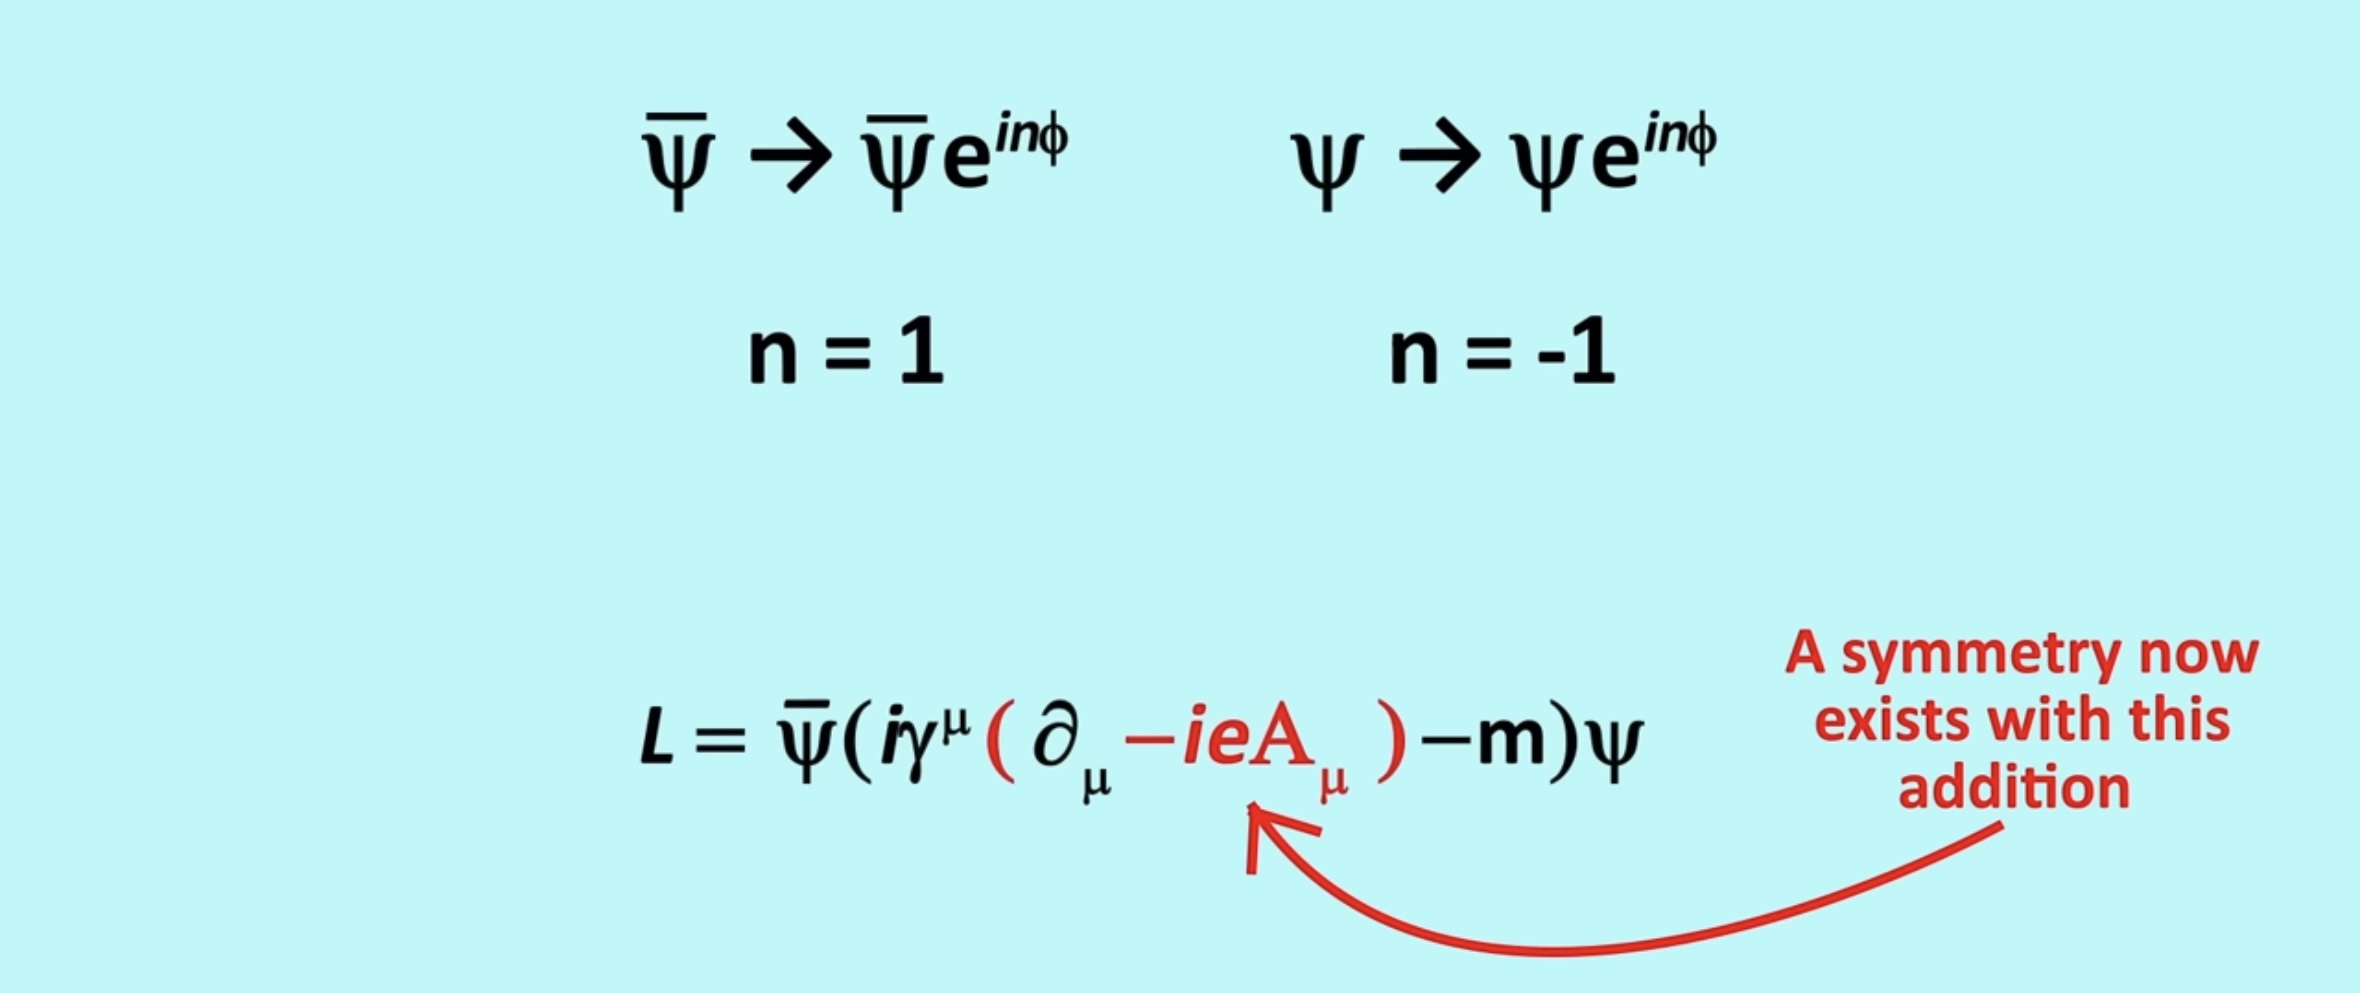 ψ̅ → ψ̅e^{inϕ} ψ → ψe^{inϕ}
n = 1 n = -1
L = ψ̅(iγ^μ(∂_μ −ieA_μ)−m)ψ
A symmetry now
exists with this
addition